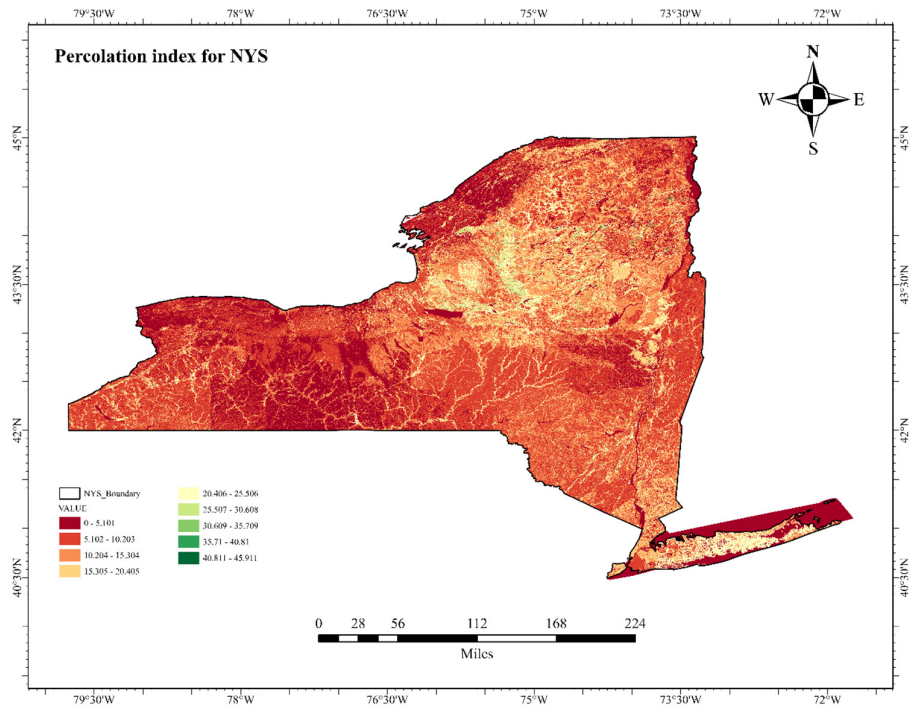 79°30'W 78°W 76°30'W 75°W 73°30'W 72°W
Percolation index for NYS
N
W E
S
45°N 45°N
43°30'N 43°30'N
42°N 42°N
40°30'N 40°30'N
NYS_Boundary
VALUE
0 - 5.101
5.102 - 10.203
10.204 - 15.304
15.305 - 20.405
20.406 - 25.506
25.507 - 30.608
30.609 - 35.709
35.71 - 40.81
40.811 - 45.911
0 28 56 112 168 224
Miles
79°30'W 78°W 76°30'W 75°W 73°30'W 72°W